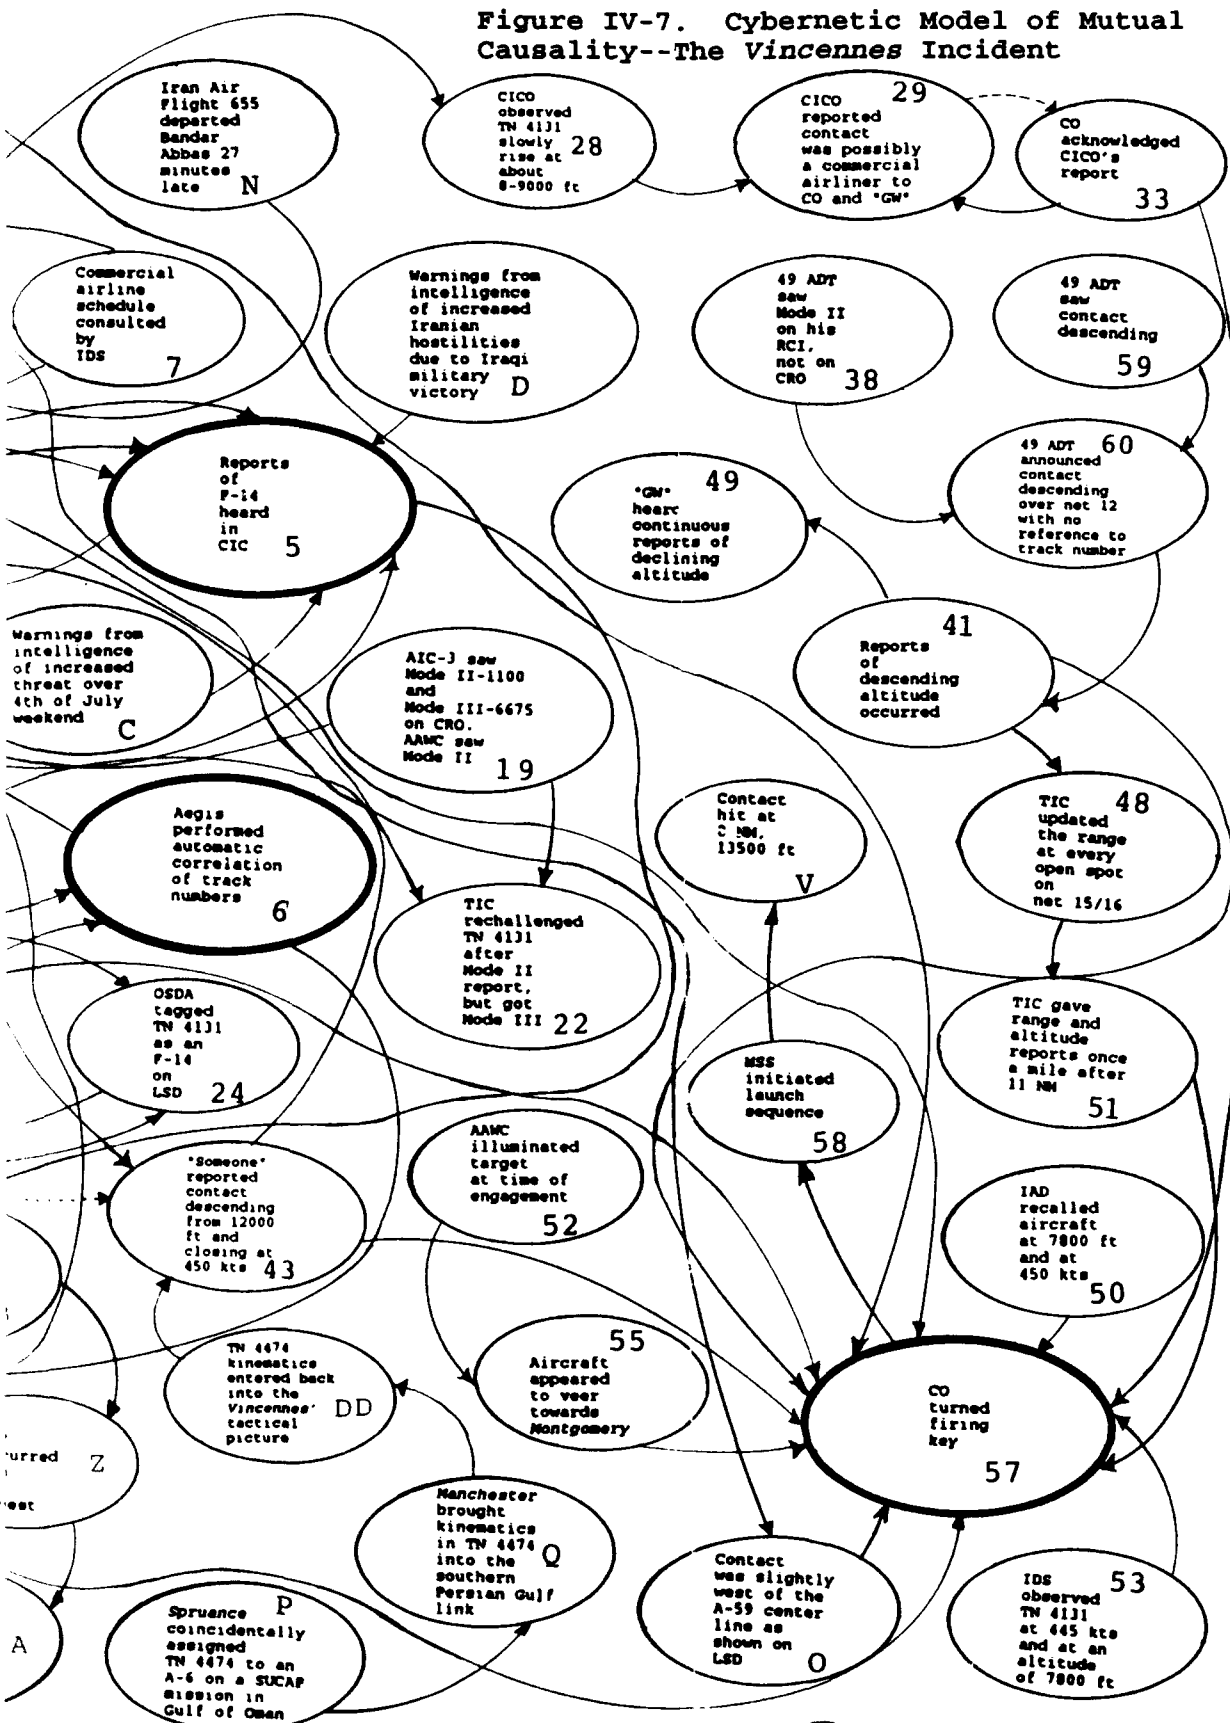 Figure IV-7. Cybernetic Model of Mutual
Causality--The Vincennes Incident
Iran Air
Flight 655
departed
Bandar
Abbas 27
minutes
late
N
CICO
observed
TN 4131
slowly
rise at
about
8-9000 ft
28
CICO
reported
contact
was possibly
a commercial
airliner to
CO and "GW"
29
CO
acknowledged
CICO's
report
33
Commercial
airline
schedule
consulted
by
IDS
7
Warnings from
intelligence
of increased
Iranian
hostilities
due to Iraqi
military
victory
D
49 ADT
saw
Mode II
on his
RCI,
not on
CRO
38
49 ADT
saw
contact
descending
59
Reports
of
F-14
heard
in
CIC
5
"GW"
heard
continuous
reports of
declining
altitude
49
49 ADT
announced
contact
descending
over net 12
with no
reference to
track number
60
Warnings from
intelligence
of increased
threat over
4th of July
weekend
C
AIC-J saw
Mode II-1100
and
Mode III-6675
on CRO.
AAWC saw
Mode II
19
41
Reports
of
descending
altitude
occurred
Aegis
performed
automatic
correlation
of track
numbers
6
Contact
hit at
NM,
13500 ft
V
TIC
updated
the range
at every
open spot
on
net 15/16
48
TIC
rechallenged
TN 4131
after
Mode II
report,
but got
Mode III
22
OSDA
tagged
TN 4131
as an
F-14
on
LSD
24
MSS
initiated
launch
sequence
58
TIC gave
range and
altitude
reports once
a mile after
11 NM
51
"Someone"
reported
contact
descending
from 12000
ft and
closing at
450 kts
43
AAWC
illuminated
target
at time of
engagement
52
IAD
recalled
aircraft
at 7800 ft
and at
450 kts
50
TN 4474
kinematics
entered back
into the
Vincennes'
tactical
picture
DD
55
Aircraft
appeared
to veer
towards
Montgomery
CO
turned
firing
key
57
urred
Z
est
Manchester
brought
kinematics
in TN 4474
into the
southern
Persian Gulf
link
Q
Contact
was slightly
west of the
A-59 center
line as
shown on
LSD
O
IDS
observed
TN 4131
at 445 kts
and at an
altitude
of 7800 ft
53
A
Spruance
coincidentally
assigned
TN 4474 to an
A-6 on a SUCAP
mission in
Gulf of Oman
P